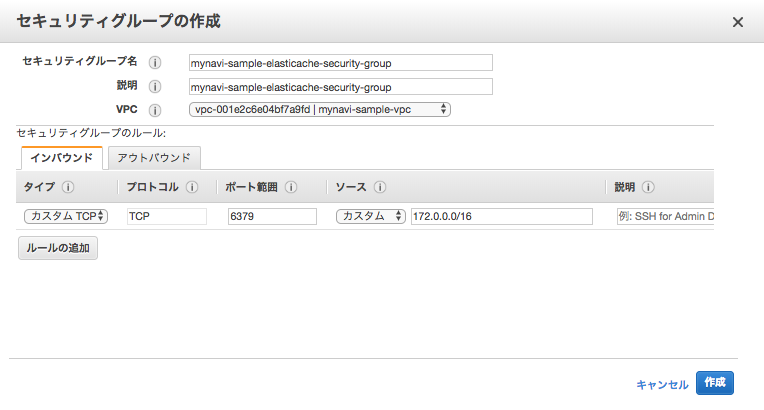 セキュリティグループの作成
セキュリティグループ名 mynavi-sample-elasticache-security-group
説明 mynavi-sample-elasticache-security-group
VPC vpc-001e2c6e04bf7a9fd | mynavi-sample-vpc
セキュリティグループのルール:
インバウンド アウトバウンド
タイプ プロトコル ポート範囲 ソース 説明
カスタム TCP TCP 6379 カスタム 172.0.0.0/16 例: SSH for Admin D
ルールの追加
キャンセル 作成